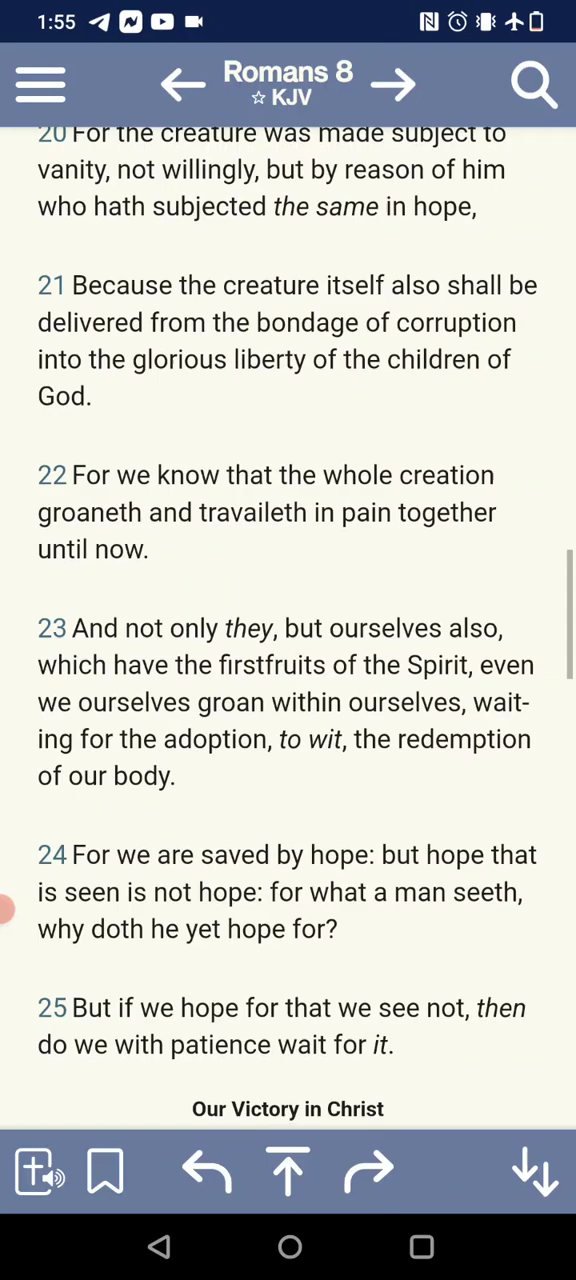 1:55
Romans 8
☆ KJV
20 For the creature was made subject to
vanity, not willingly, but by reason of him
who hath subjected the same in hope,
21 Because the creature itself also shall be
delivered from the bondage of corruption
into the glorious liberty of the children of
God.
22 For we know that the whole creation
groaneth and travaileth in pain together
until now.
23 And not only they, but ourselves also,
which have the firstfruits of the Spirit, even
we ourselves groan within ourselves, wait-
ing for the adoption, to wit, the redemption
of our body.
24 For we are saved by hope: but hope that
is seen is not hope: for what a man seeth,
why doth he yet hope for?
25 But if we hope for that we see not, then
do we with patience wait for it.
Our Victory in Christ